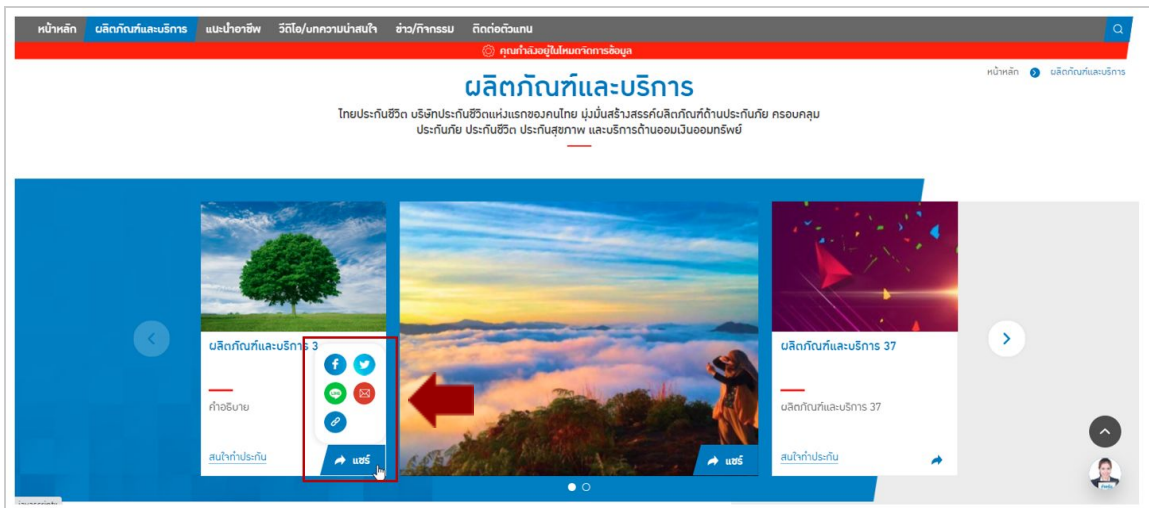 หน้าหลัก ผลิตภัณฑ์และบริการ แนะนำอาชีพ วีดิโอ/บทความน่าสนใจ ข่าว/กิจกรรม ติดต่อตัวแทน
คุณกำลังอยู่ในโหมดจัดการข้อมูล
หน้าหลัก ผลิตภัณฑ์และบริการ
ผลิตภัณฑ์และบริการ
ไทยประกันชีวิต บริษัทประกันชีวิตแห่งแรกของคนไทย มุ่งมั่นสร้างสรรค์ผลิตภัณฑ์ด้านประกันภัย ครอบคลุม
ประกันภัย ประกันชีวิต ประกันสุขภาพ และบริการด้านออมเงินออมทรัพย์
ผลิตภัณฑ์และบริการ 3
คำอธิบาย
LINE
สนใจทำประกัน
แชร์
แชร์
ผลิตภัณฑ์และบริการ 37
ผลิตภัณฑ์และบริการ 37
สนใจทำประกัน